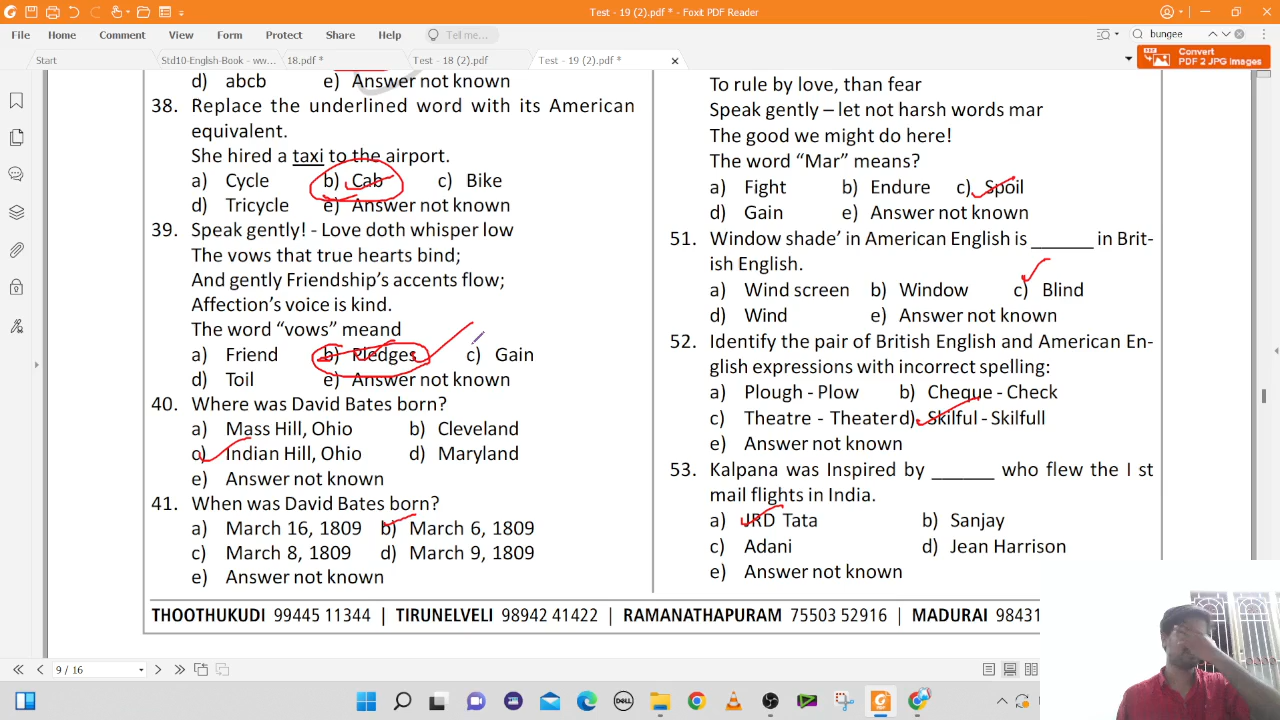 Test - 19 (2).pdf * - Foxit PDF Reader
File Home Comment View Form Protect Share Help Tell me... bungee
Start Std10-English-Book - ww... 18.pdf * Test - 18 (2).pdf Test - 19 (2).pdf *
Convert
PDF 2 JPG Images
d) abcb e) Answer not known
38. Replace the underlined word with its American
equivalent.
She hired a taxi to the airport.
a) Cycle b) Cab c) Bike
d) Tricycle e) Answer not known
39. Speak gently! - Love doth whisper low
The vows that true hearts bind;
And gently Friendship's accents flow;
Affection's voice is kind.
The word “vows” meand
a) Friend b) Pledges c) Gain
d) Toil e) Answer not known
40. Where was David Bates born?
a) Mass Hill, Ohio b) Cleveland
c) Indian Hill, Ohio d) Maryland
e) Answer not known
41. When was David Bates born?
a) March 16, 1809 b) March 6, 1809
c) March 8, 1809 d) March 9, 1809
e) Answer not known
To rule by love, than fear
Speak gently – let not harsh words mar
The good we might do here!
The word “Mar” means?
a) Fight b) Endure c) Spoil
d) Gain e) Answer not known
51. Window shade’ in American English is ______ in Brit-
ish English.
a) Wind screen b) Window c) Blind
d) Wind e) Answer not known
52. Identify the pair of British English and American En-
glish expressions with incorrect spelling:
a) Plough - Plow b) Cheque - Check
c) Theatre - Theater d) Skilful - Skilfull
e) Answer not known
53. Kalpana was Inspired by ______ who flew the I st
mail flights in India.
a) JRD Tata b) Sanjay
c) Adani d) Jean Harrison
e) Answer not known
THOOTHUKUDI 99445 11344 | TIRUNELVELI 98942 41422 | RAMANATHAPURAM 75503 52916 | MADURAI 98431
9 / 16
DELL